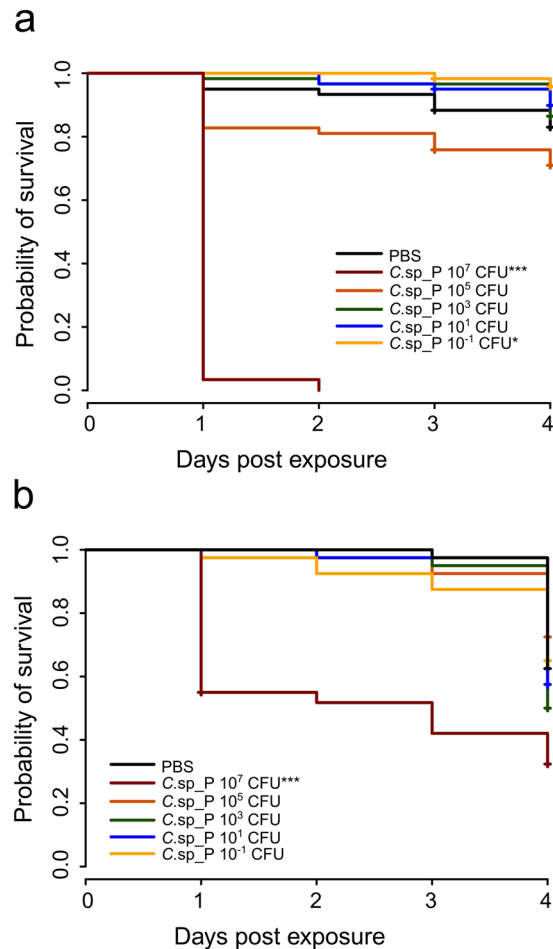 a
Probability of survival
1.0
0.8
0.6
0.4
0.2
0.0
PBS
C.sp_P 10⁷ CFU***
C.sp_P 10⁵ CFU
C.sp_P 10³ CFU
C.sp_P 10¹ CFU
C.sp_P 10⁻¹ CFU*
0 1 2 3 4
Days post exposure
b
Probability of survival
1.0
0.8
0.6
0.4
0.2
0.0
PBS
C.sp_P 10⁷ CFU***
C.sp_P 10⁵ CFU
C.sp_P 10³ CFU
C.sp_P 10¹ CFU
C.sp_P 10⁻¹ CFU
0 1 2 3 4
Days post exposure